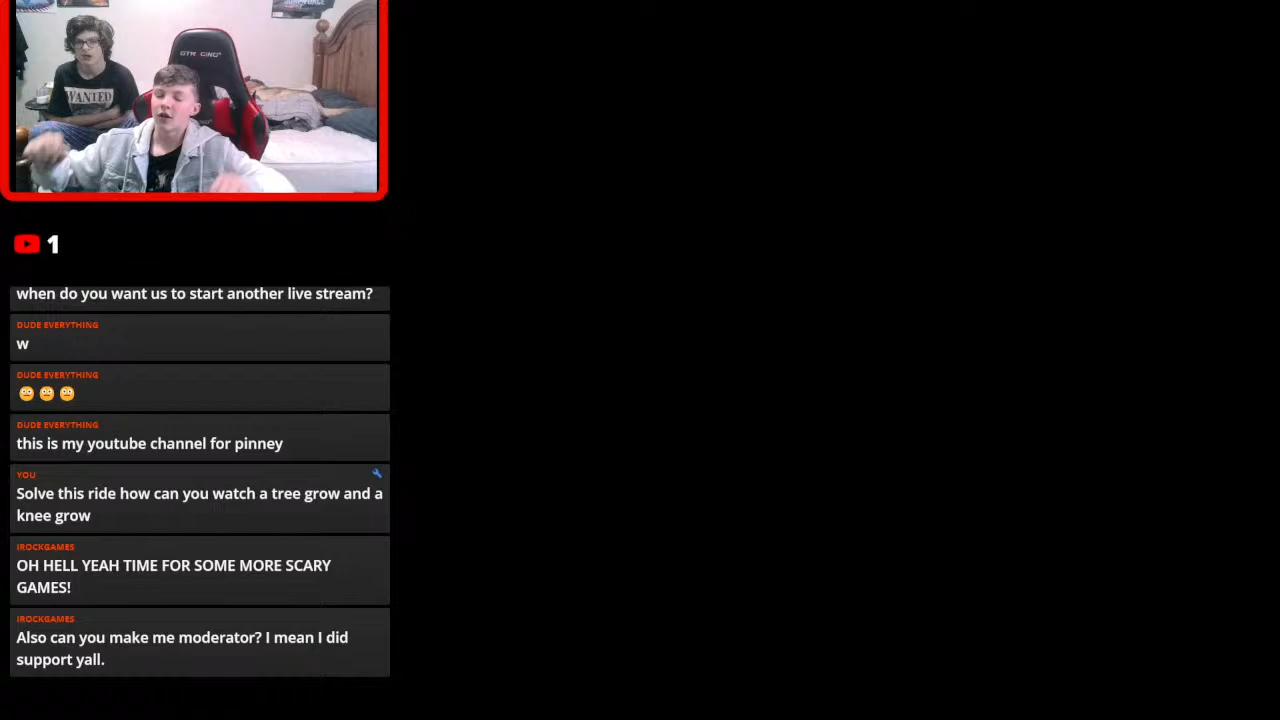 GTRACING
WANTED
1
when do you want us to start another live stream?
DUDE EVERYTHING
w
DUDE EVERYTHING
😳 😳 😳
DUDE EVERYTHING
this is my youtube channel for pinney
YOU
Solve this ride how can you watch a tree grow and a
knee grow
IROCKGAMES
OH HELL YEAH TIME FOR SOME MORE SCARY
GAMES!
IROCKGAMES
Also can you make me moderator? I mean I did
support yall.